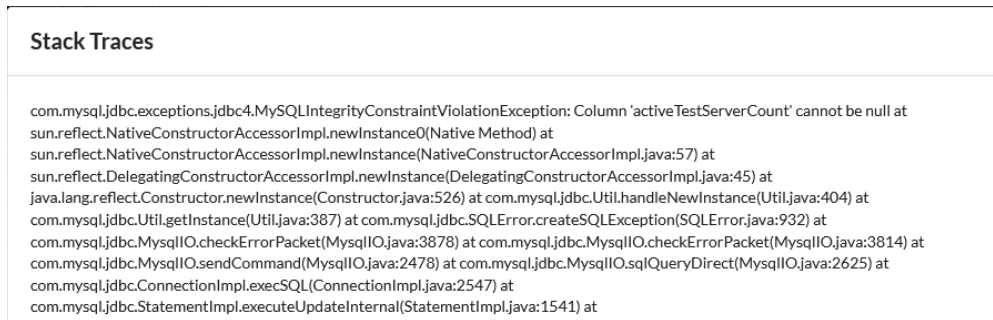 Stack Traces
com.mysql.jdbc.exceptions.jdbc4.MySQLIntegrityConstraintViolationException: Column 'activeTestServerCount' cannot be null at
sun.reflect.NativeConstructorAccessorImpl.newInstance0(Native Method) at
sun.reflect.NativeConstructorAccessorImpl.newInstance(NativeConstructorAccessorImpl.java:57) at
sun.reflect.DelegatingConstructorAccessorImpl.newInstance(DelegatingConstructorAccessorImpl.java:45) at
java.lang.reflect.Constructor.newInstance(Constructor.java:526) at com.mysql.jdbc.Util.handleNewInstance(Util.java:404) at
com.mysql.jdbc.Util.getInstance(Util.java:387) at com.mysql.jdbc.SQLError.createSQLException(SQLError.java:932) at
com.mysql.jdbc.MysqlIO.checkErrorPacket(MysqlIO.java:3878) at com.mysql.jdbc.MysqlIO.checkErrorPacket(MysqlIO.java:3814) at
com.mysql.jdbc.MysqlIO.sendCommand(MysqlIO.java:2478) at com.mysql.jdbc.MysqlIO.sqlQueryDirect(MysqlIO.java:2625) at
com.mysql.jdbc.ConnectionImpl.execSQL(ConnectionImpl.java:2547) at
com.mysql.jdbc.StatementImpl.executeUpdateInternal(StatementImpl.java:1541) at